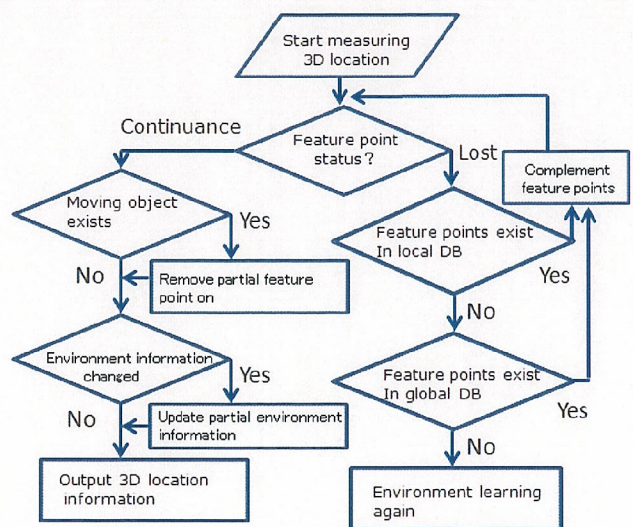 Start measuring
3D location
Continuance
Feature point
status?
Lost
Complement
feature points
Moving object
exists
Yes
Feature points exist
In local DB
Yes
No
Remove partial feature
point on
No
Environment information
changed
Yes
Feature points exist
In global DB
Yes
No
Update partial environment
information
No
Output 3D location
information
Environment learning
again